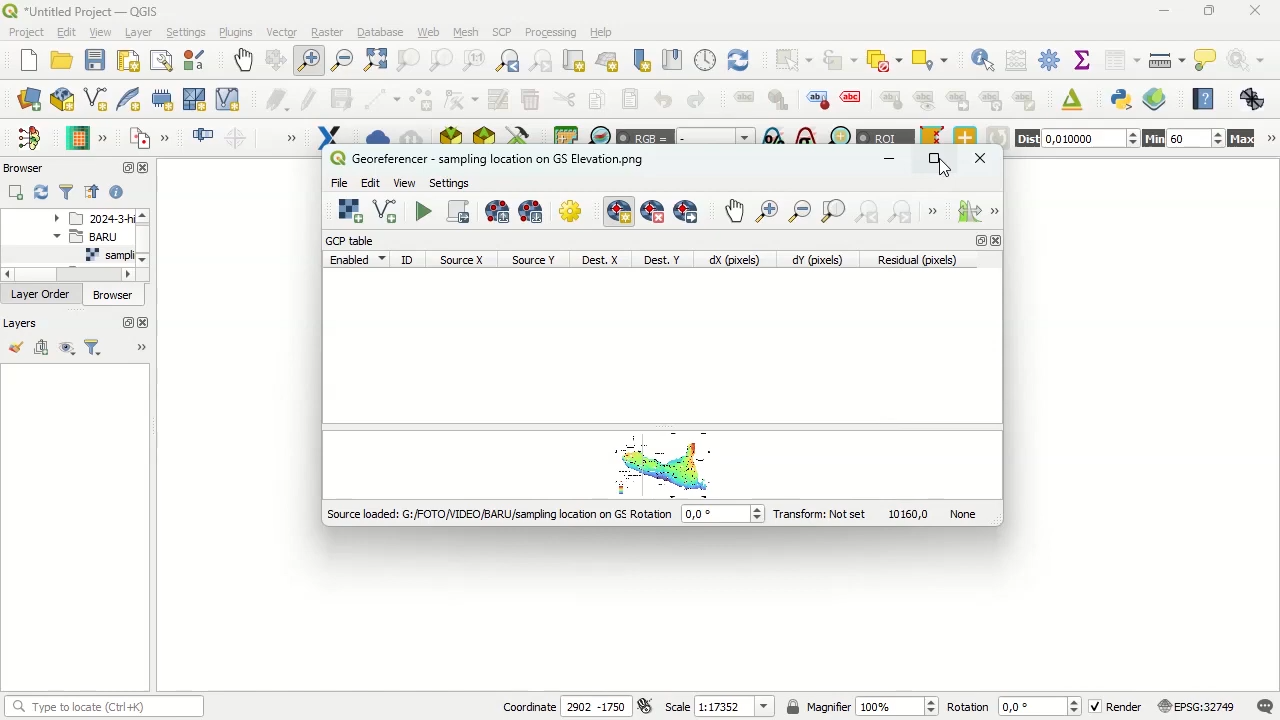 *Untitled Project — QGIS
Project Edit View Layer Settings Plugins Vector Raster Database Web Mesh SCP Processing Help
RGB = - ROI Dist 0,010000 Min 60 Max
Browser
2024-3-hi
BARU
sampli
Layer Order Browser
Layers
Georeferencer - sampling location on GS Elevation.png
File Edit View Settings
GCP table
Enabled ID Source X Source Y Dest. X Dest. Y dX (pixels) dY (pixels) Residual (pixels)
Source loaded: G:/FOTO/VIDEO/BARU/sampling location on GS Rotation 0,0 ° Transform: Not set 10160,0 None
Type to locate (Ctrl+K) Coordinate 2902 -1750 Scale 1:17352 Magnifier 100% Rotation 0,0 ° Render EPSG:32749